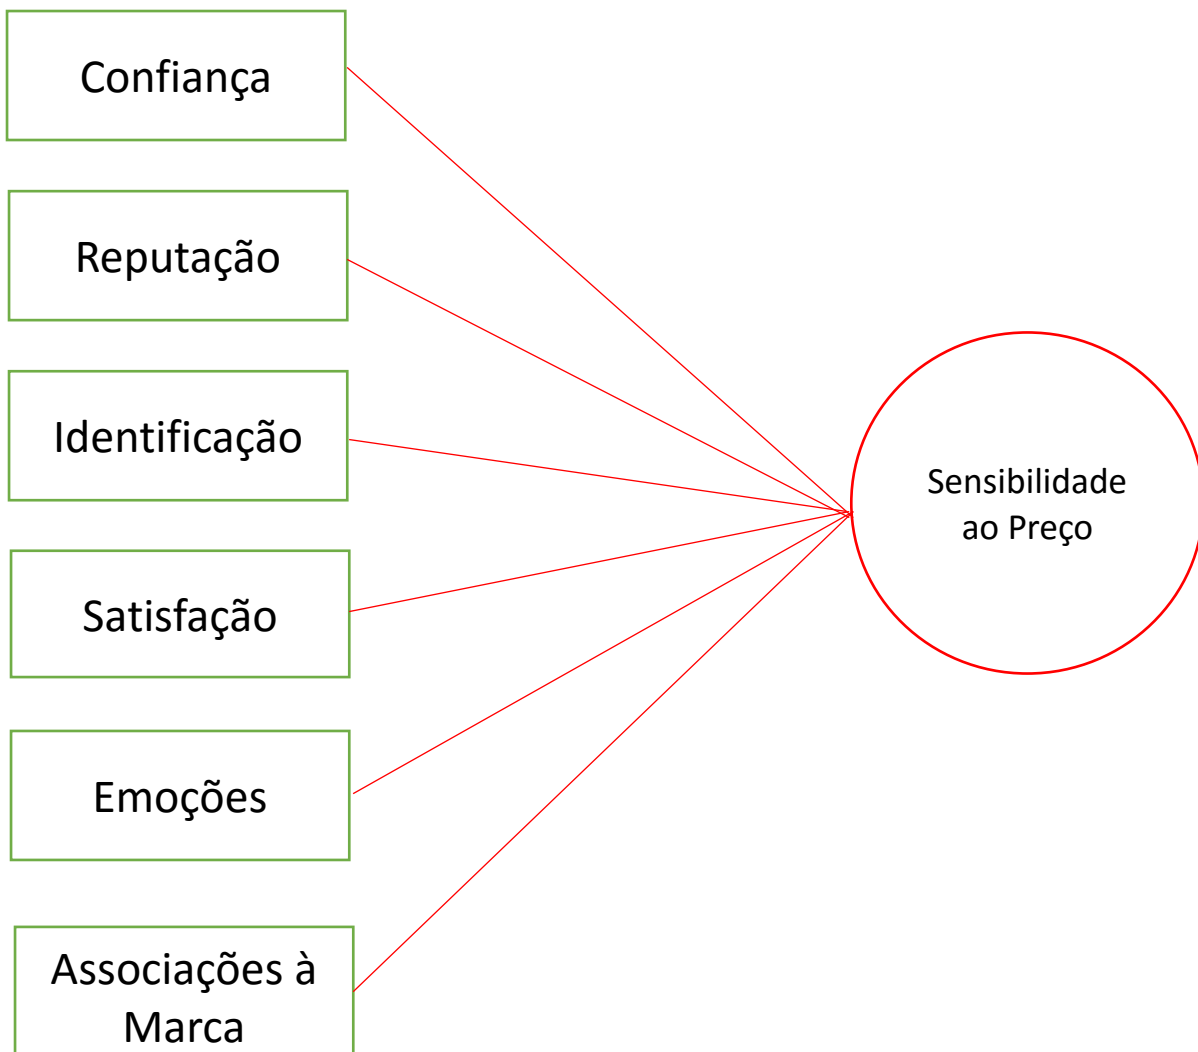 Confiança
Reputação
Identificação
Satisfação
Emoções
Associações à
Marca
Sensibilidade
ao Preço